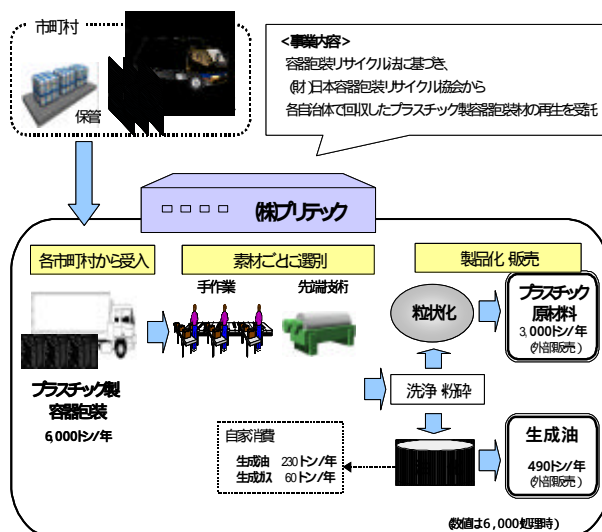 市町村
保管
<事業内容>
容器包装リサイクル法に基づき、
(財)日本容器包装リサイクル協会から
各自治体で回収したプラスチック製容器包装材の再生を受託
(株)プリテック
各市町村から受入
素材ごとに選別
製品化・販売
手作業
先端技術
粒状化
プラスチック
原材料
3,000トン/年
(外部販売)
プラスチック製
容器包装
6,000トン/年
洗浄・粉砕
自家消費
生成油 230トン/年
生成ガス 60トン/年
生成油
490トン/年
(外部販売)
(数値は6,000処理時)